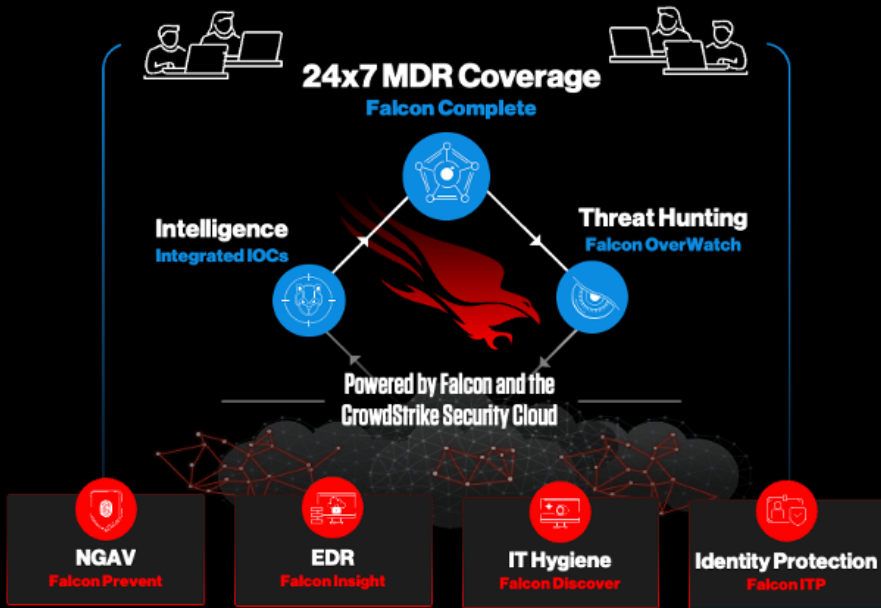 24x7 MDR Coverage
Falcon Complete
Intelligence
Integrated IOCs
Threat Hunting
Falcon OverWatch
Powered by Falcon and the
CrowdStrike Security Cloud
NGAV
Falcon Prevent
EDR
Falcon Insight
IT Hygiene
Falcon Discover
Identity Protection
Falcon ITP